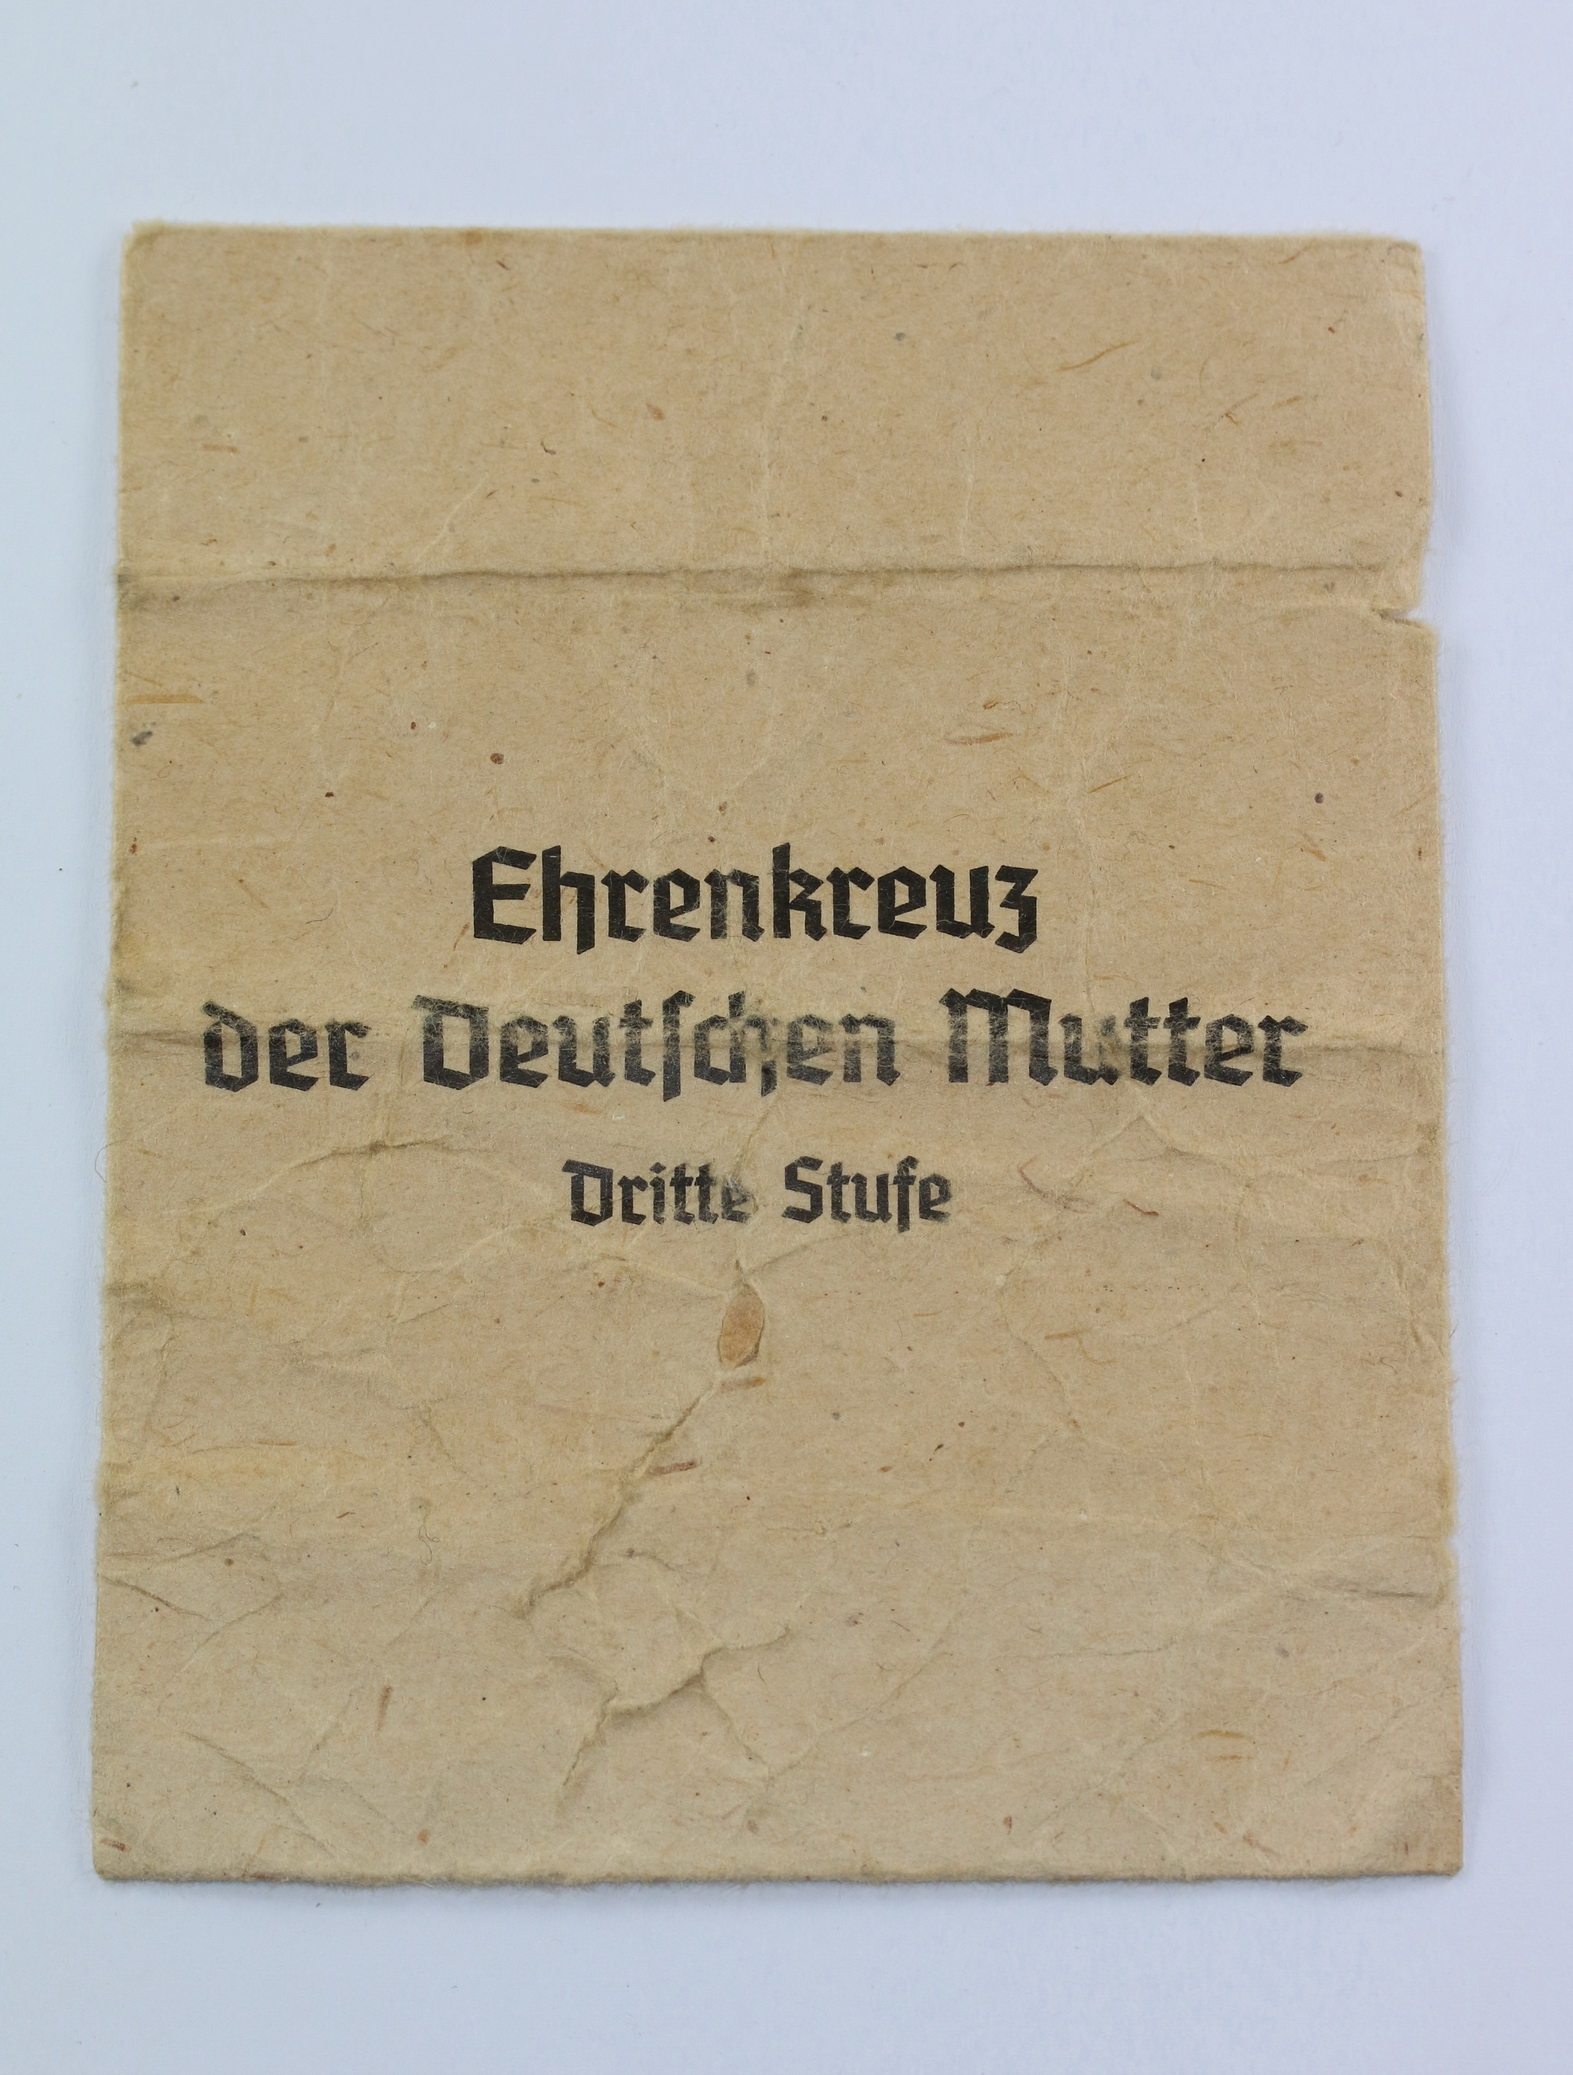 Ehrenkreuz
der Deutſchen Mutter
Dritte Stufe